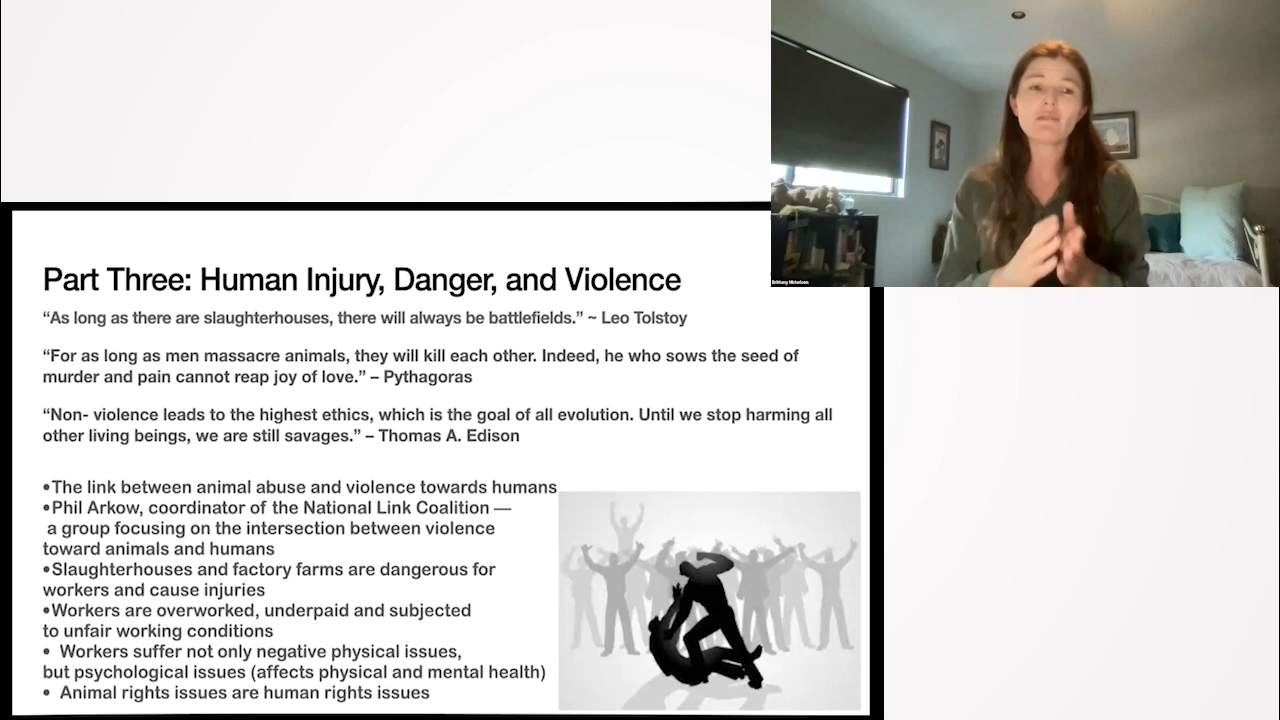 Brittany Michelson
Part Three: Human Injury, Danger, and Violence
“As long as there are slaughterhouses, there will always be battlefields.” ~ Leo Tolstoy
“For as long as men massacre animals, they will kill each other. Indeed, he who sows the seed of
murder and pain cannot reap joy of love.” – Pythagoras
“Non- violence leads to the highest ethics, which is the goal of all evolution. Until we stop harming all
other living beings, we are still savages.” – Thomas A. Edison
•The link between animal abuse and violence towards humans
•Phil Arkow, coordinator of the National Link Coalition —
a group focusing on the intersection between violence
toward animals and humans
•Slaughterhouses and factory farms are dangerous for
workers and cause injuries
•Workers are overworked, underpaid and subjected
to unfair working conditions
• Workers suffer not only negative physical issues,
but psychological issues (affects physical and mental health)
• Animal rights issues are human rights issues